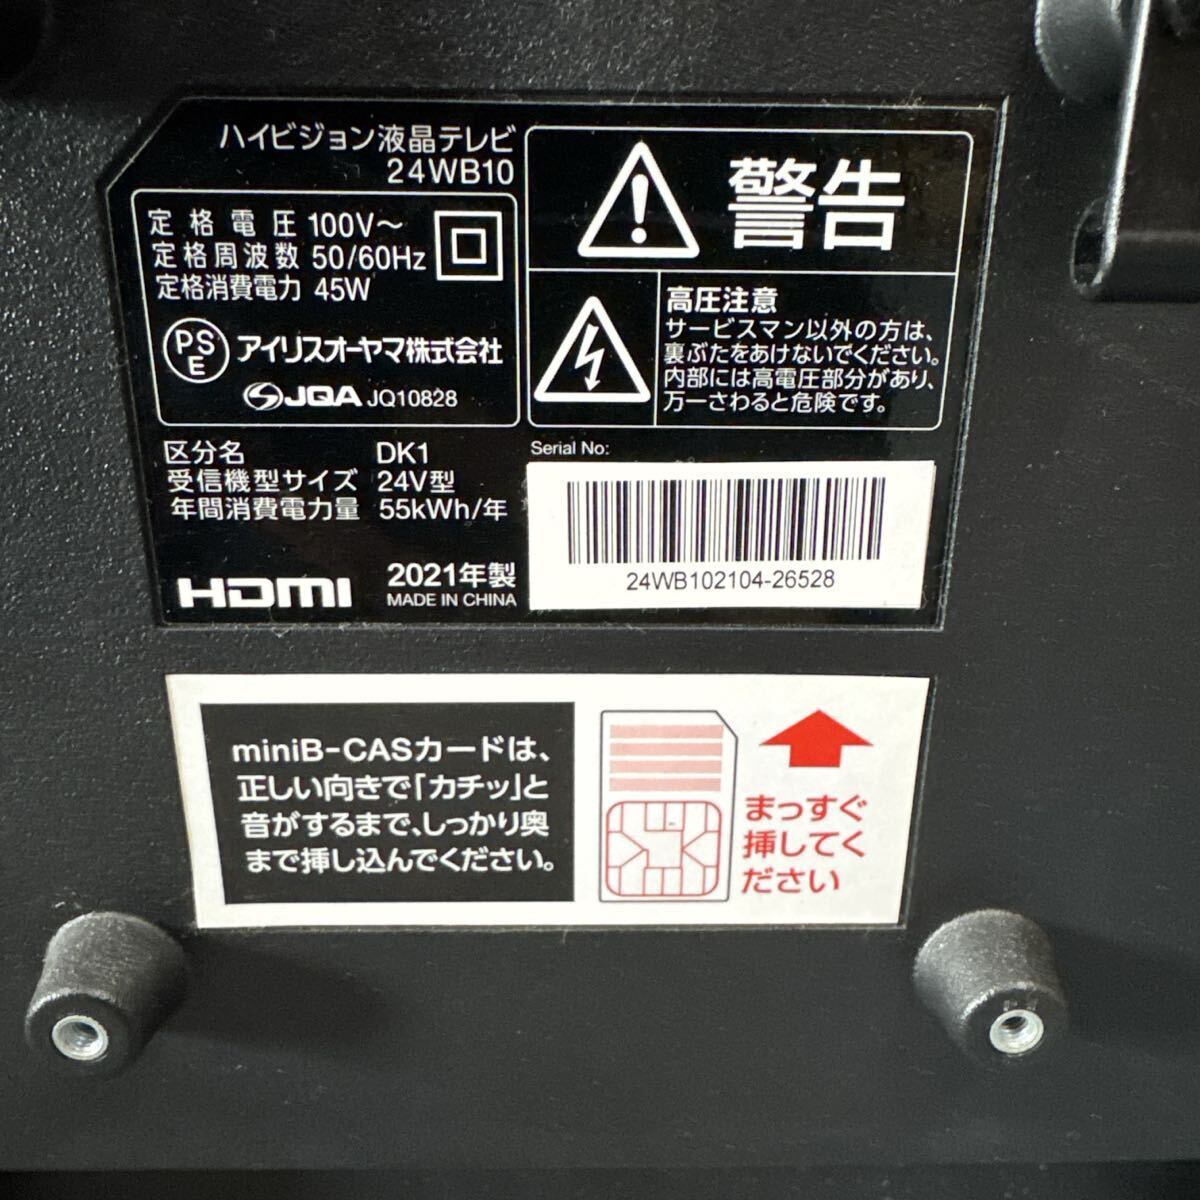 ハイビジョン液晶テレビ
24WB10
定格電圧 100V～
定格周波数 50/60Hz
定格消費電力 45W
PSE アイリスオーヤマ株式会社
JQA JQ10828
警告
高圧注意
サービスマン以外の方は、
裏ぶたをあけないでください。
内部には高電圧部分があり、
万一さわると危険です。
区分名 DK1
受信機型サイズ 24V型
年間消費電力量 55kWh/年
HDMI
2021年製
MADE IN CHINA
Serial No:
24WB102104-26528
miniB-CASカードは、
正しい向きで「カチッ」と
音がするまで、しっかり奥
まで挿し込んでください。
まっすぐ
挿してく
ださい